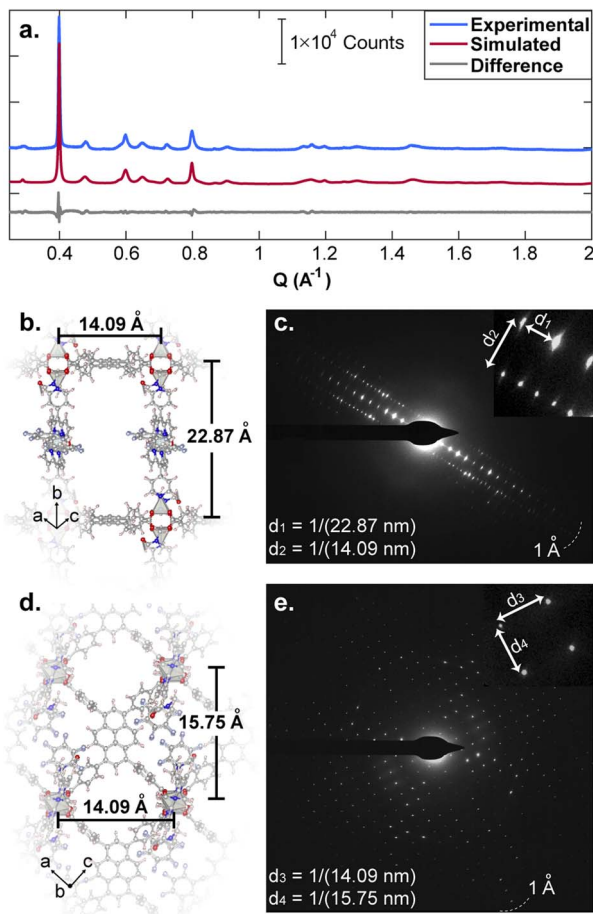 a.
1×10⁴ Counts
Experimental
Simulated
Difference
0.4 0.6 0.8 1 1.2 1.4 1.6 1.8 2
Q (A⁻¹)
b.
14.09 Å
22.87 Å
b
a c
c.
d₁
d₂
d₁ = 1/(22.87 nm)
d₂ = 1/(14.09 nm)
1 Å
d.
15.75 Å
14.09 Å
a c
b
e.
d₃
d₄
d₃ = 1/(14.09 nm)
d₄ = 1/(15.75 nm)
1 Å